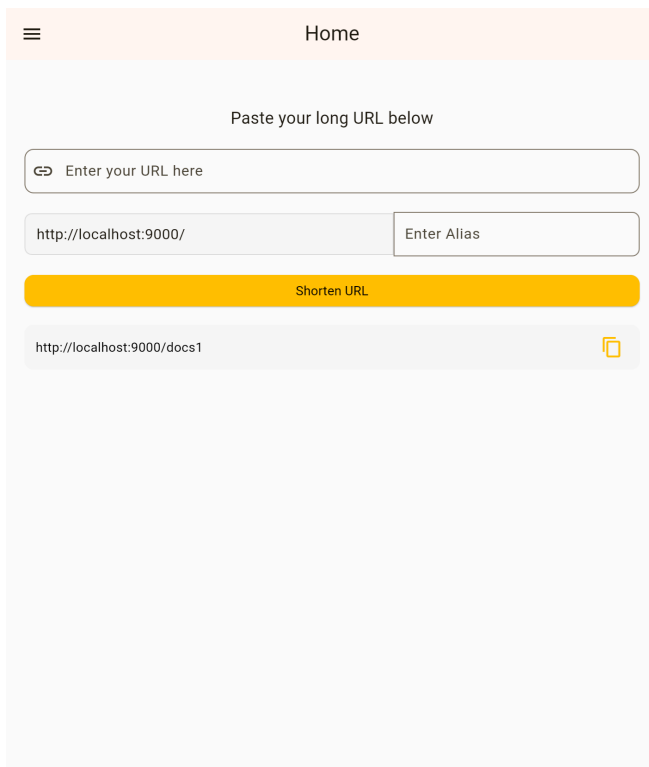 Home
Paste your long URL below
Enter your URL here
http://localhost:9000/ Enter Alias
Shorten URL
http://localhost:9000/docs1